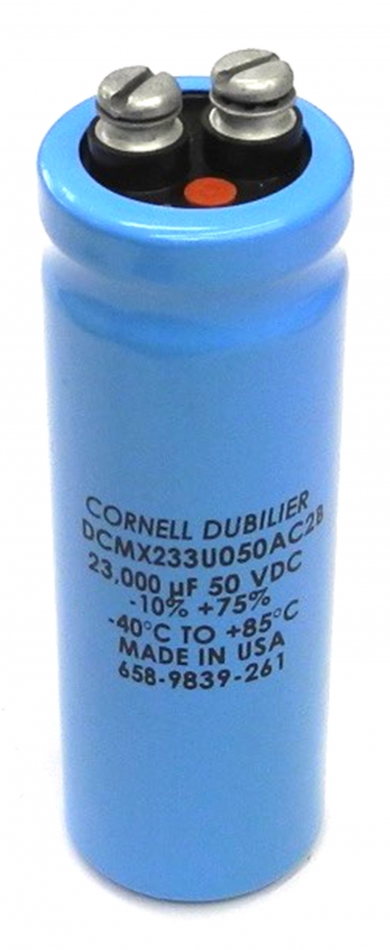 CORNELL DUBILIER
DCMX233U050AC2B
23,000 µF 50 VDC
-10% +75%
-40°C TO +85°C
MADE IN USA
658-9839-261